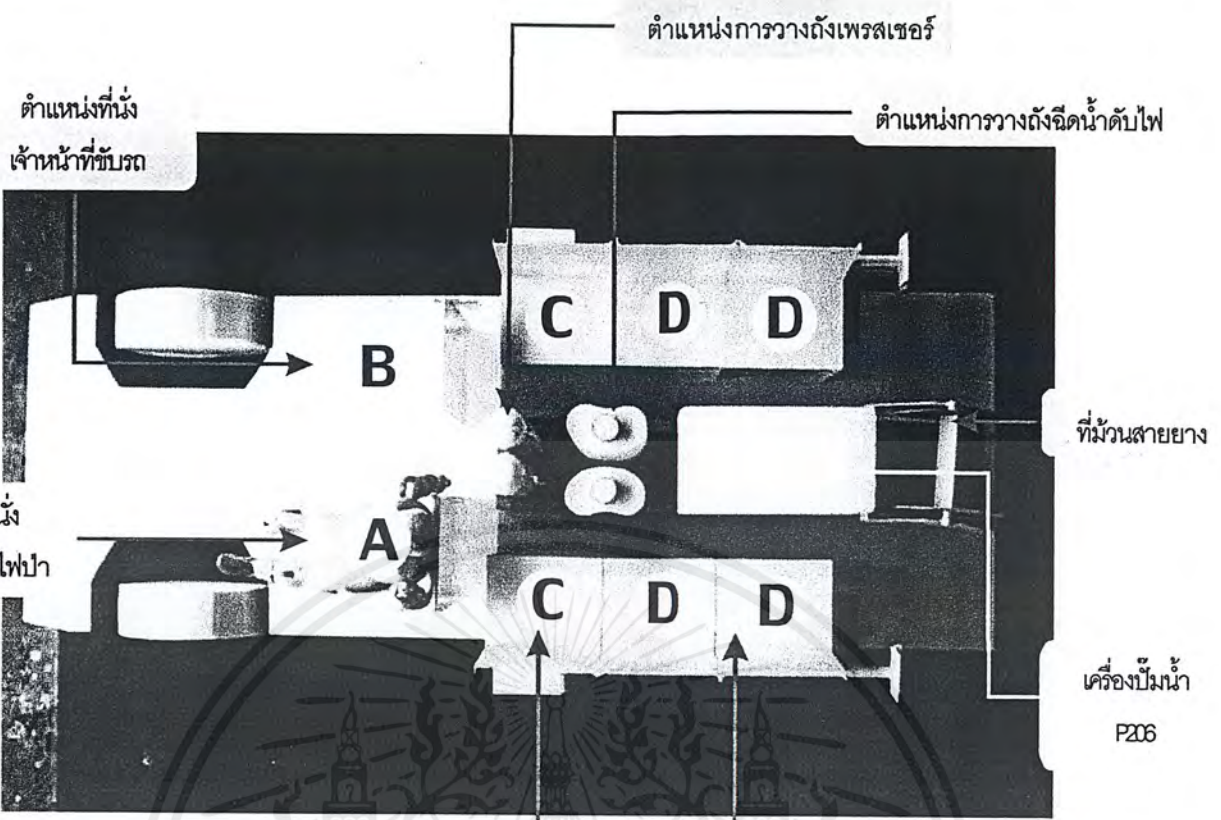 ตำแหน่งการวางถังเพรสเชอร์
ตำแหน่งที่นั่ง
เจ้าหน้าที่ขับรถ
ตำแหน่งการวางถังฉีดน้ำดับไฟ
C D D
B
ที่ม้วนสายยาง
นั่ง
ไฟป่า
A
C D D
เครื่องปั๊มน้ำ
P206